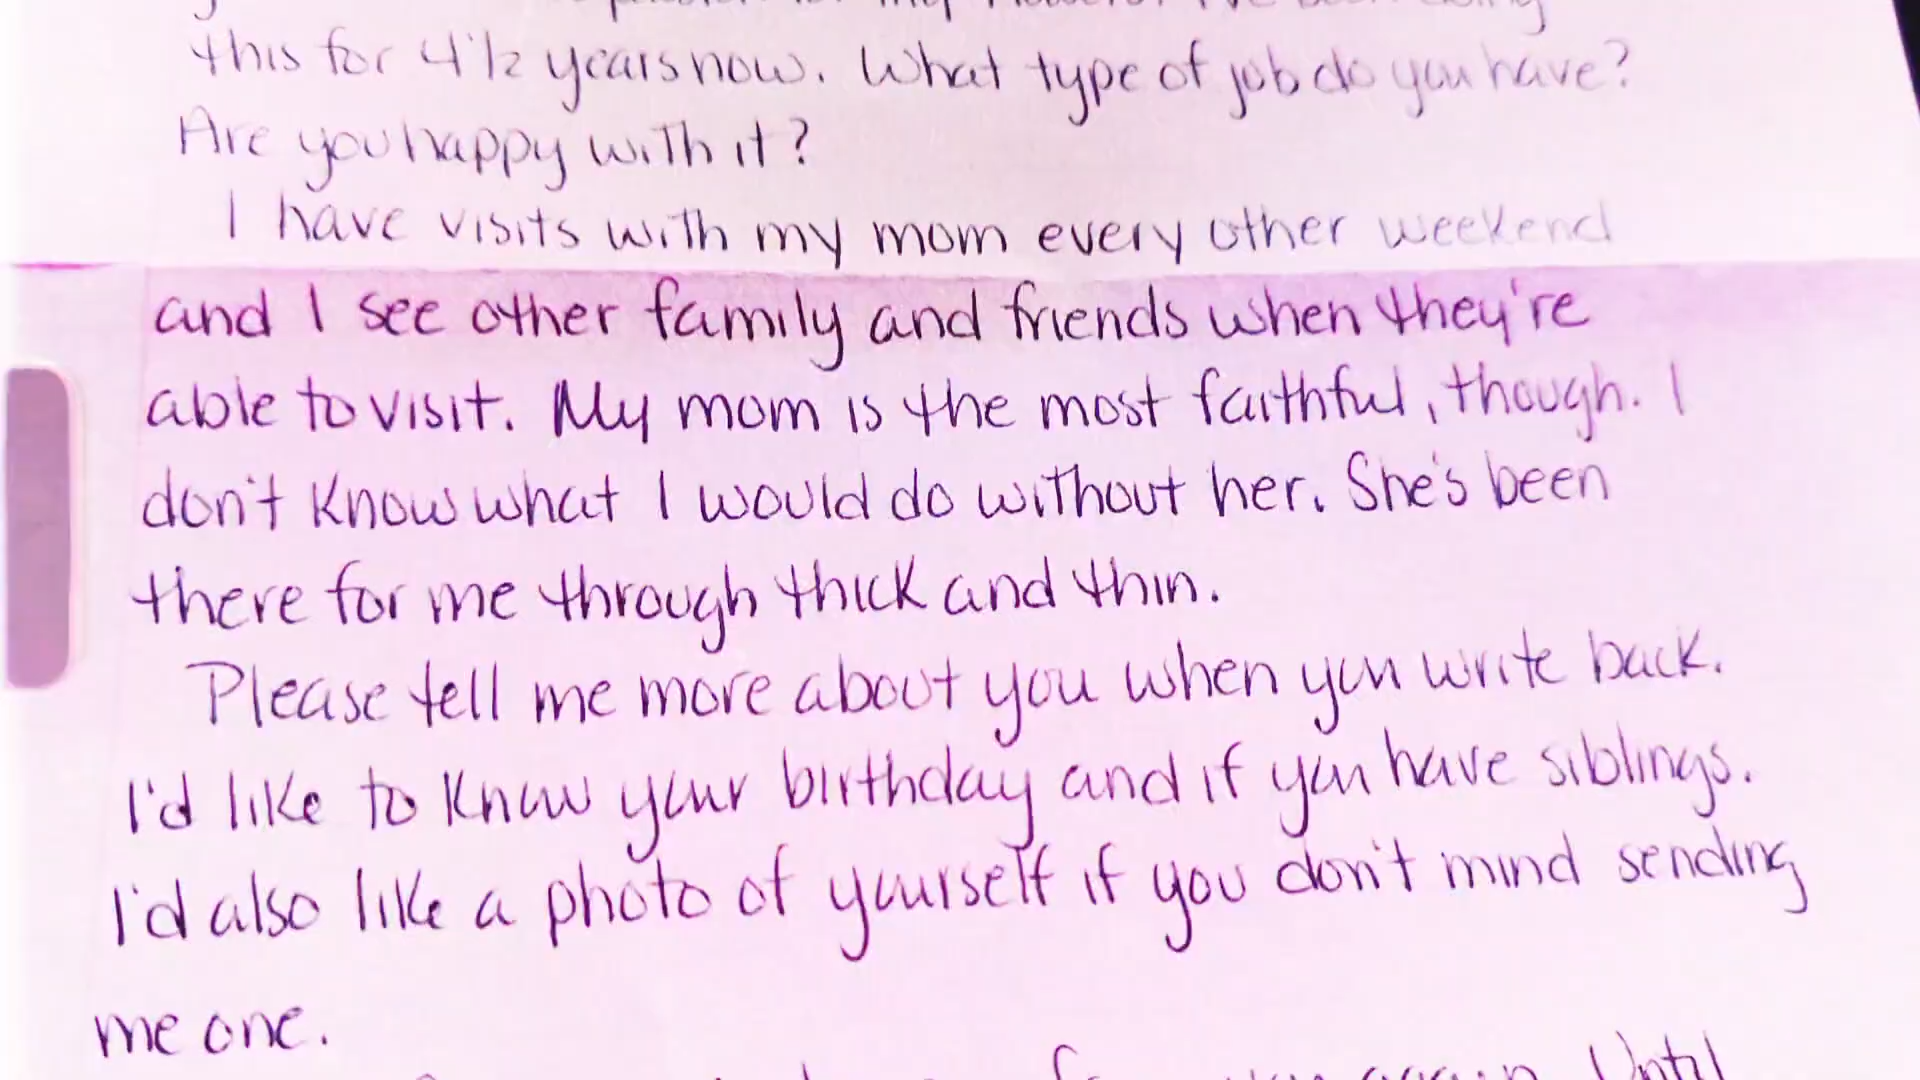 this for 4 1/2 years now. What type of job do you have?
Are you happy with it?
I have visits with my mom every other weekend
and I see other family and friends when they're
able to visit. My mom is the most faithful, though. I
don't know what I would do without her. She's been
there for me through thick and thin.
Please tell me more about you when you write back.
I'd like to know your birthday and if you have siblings.
I'd also like a photo of yourself if you don't mind sending
me one.
again. Until